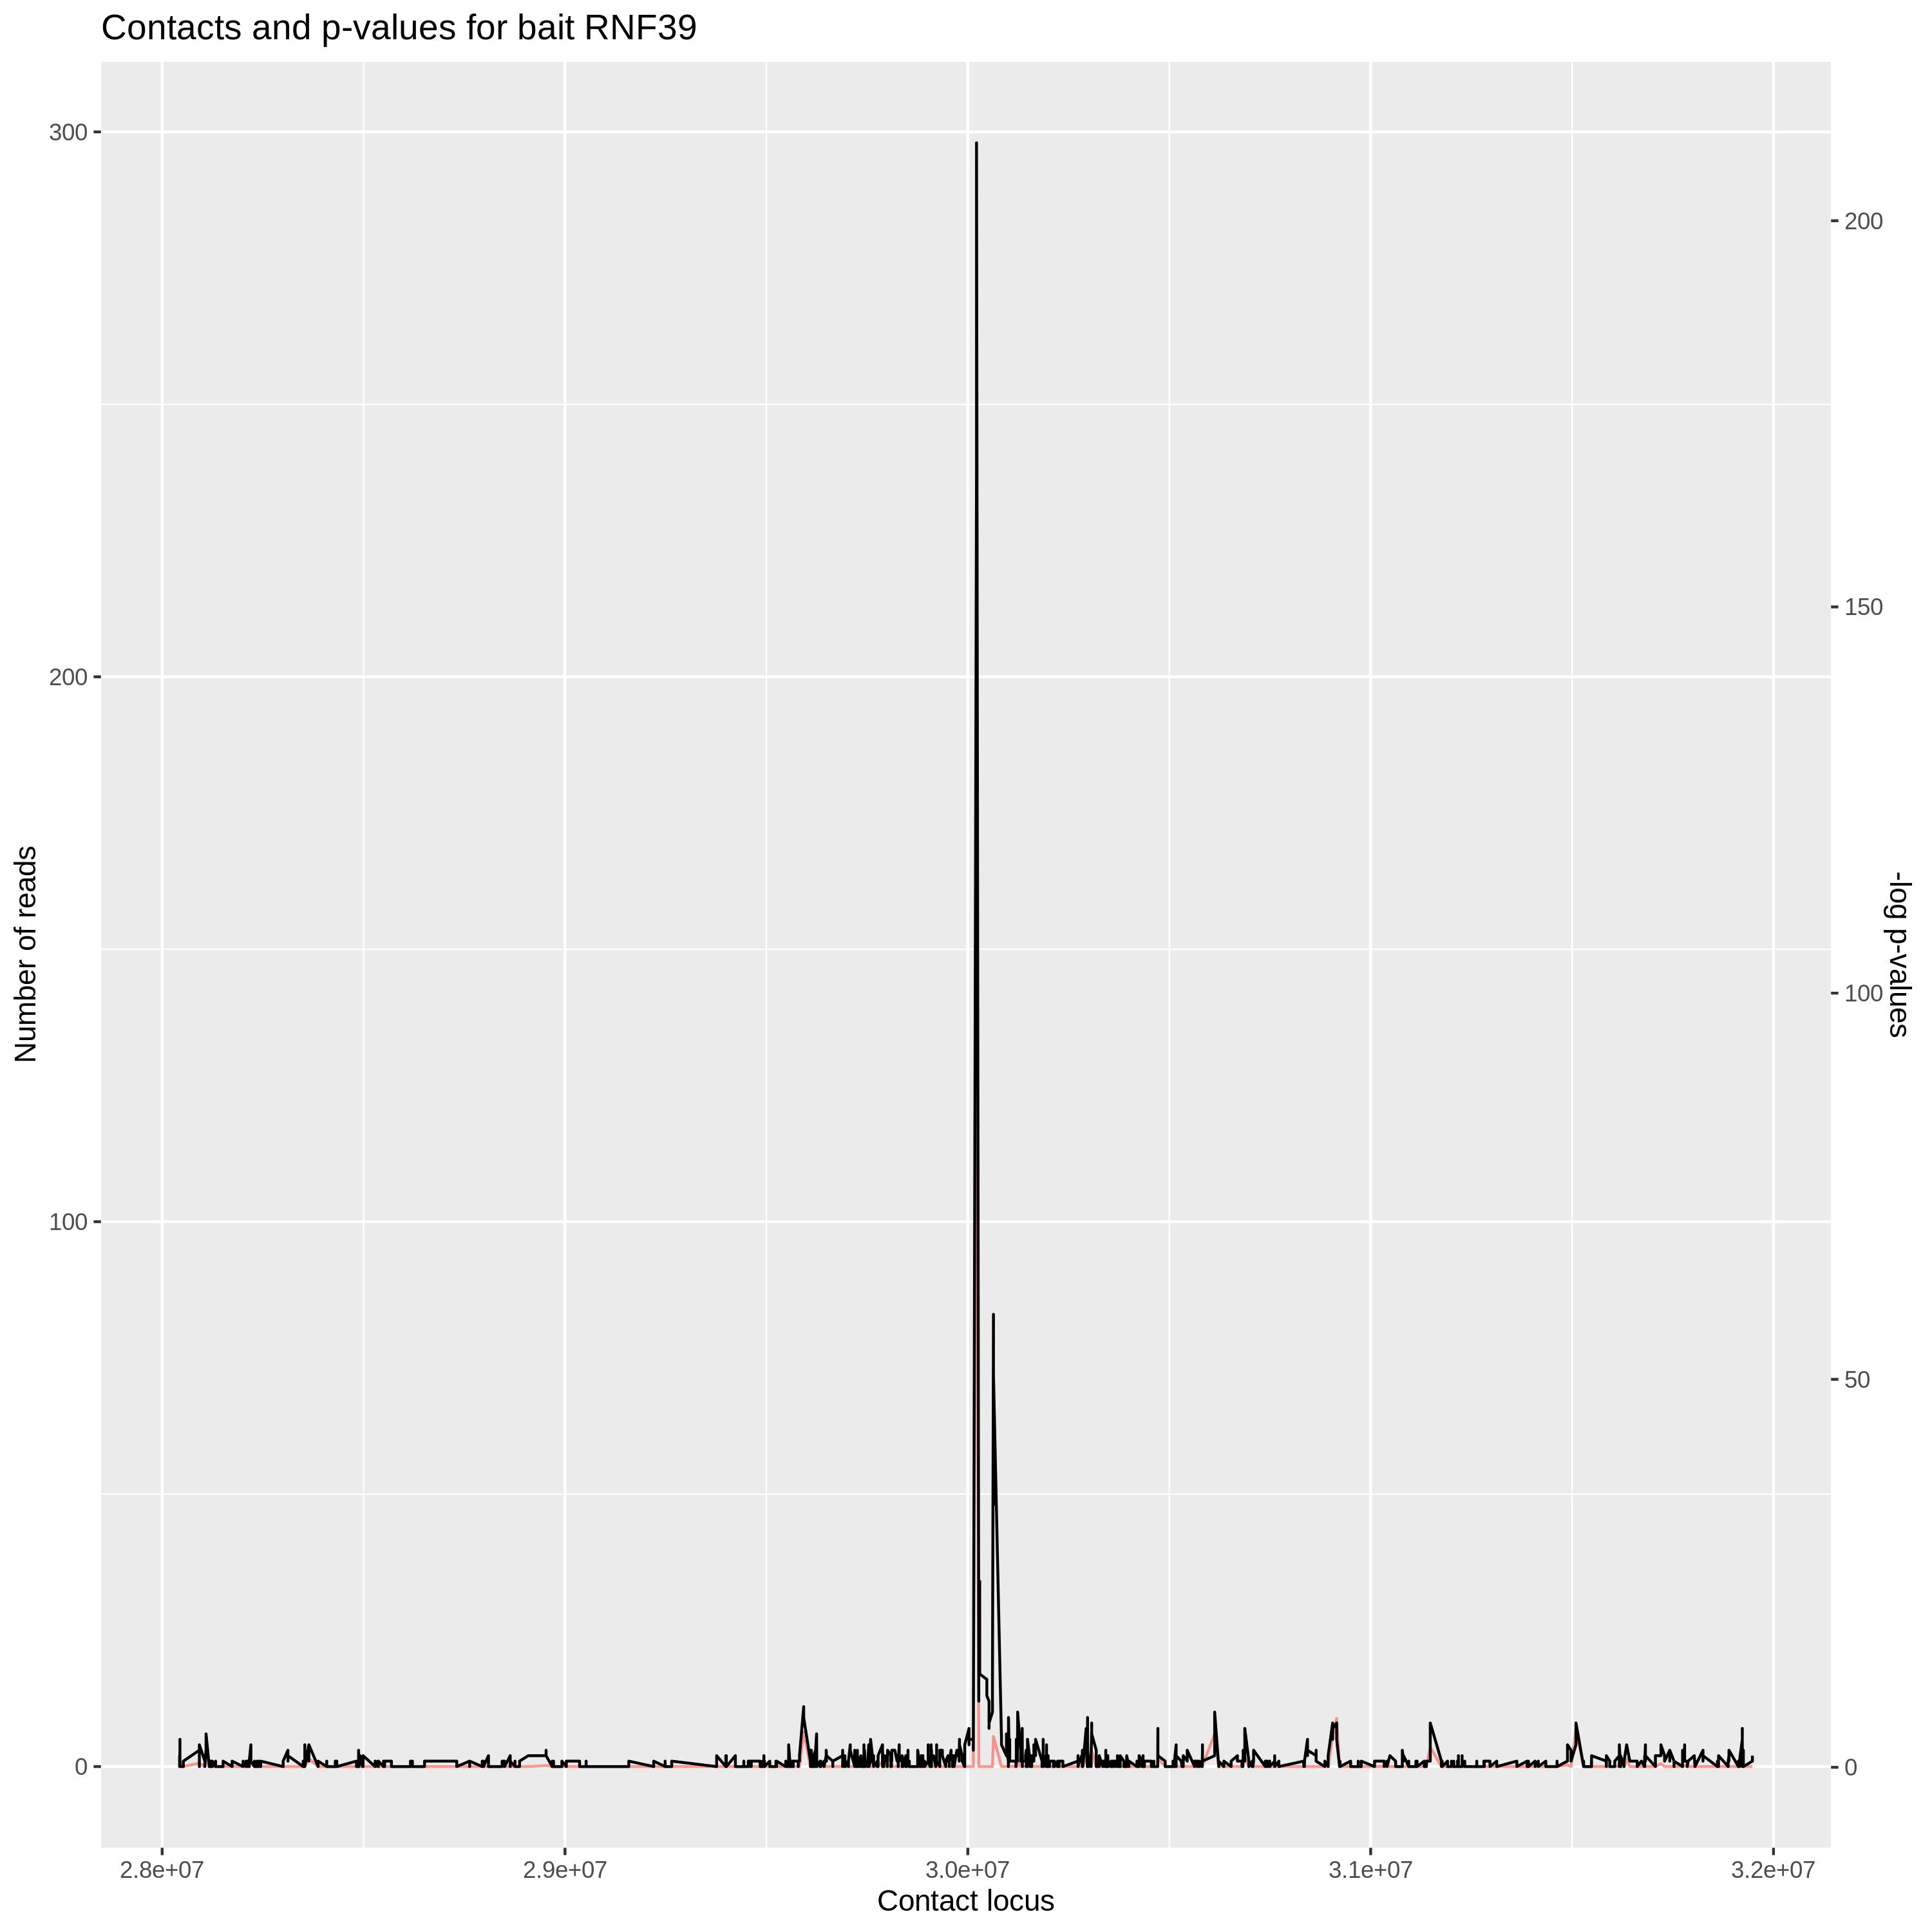 Contacts and p-values for bait RNF39
300
200
100
0
Number of reads
200
150
100
50
0
-log p-values
2.8e+07 2.9e+07 3.0e+07 3.1e+07 3.2e+07
Contact locus